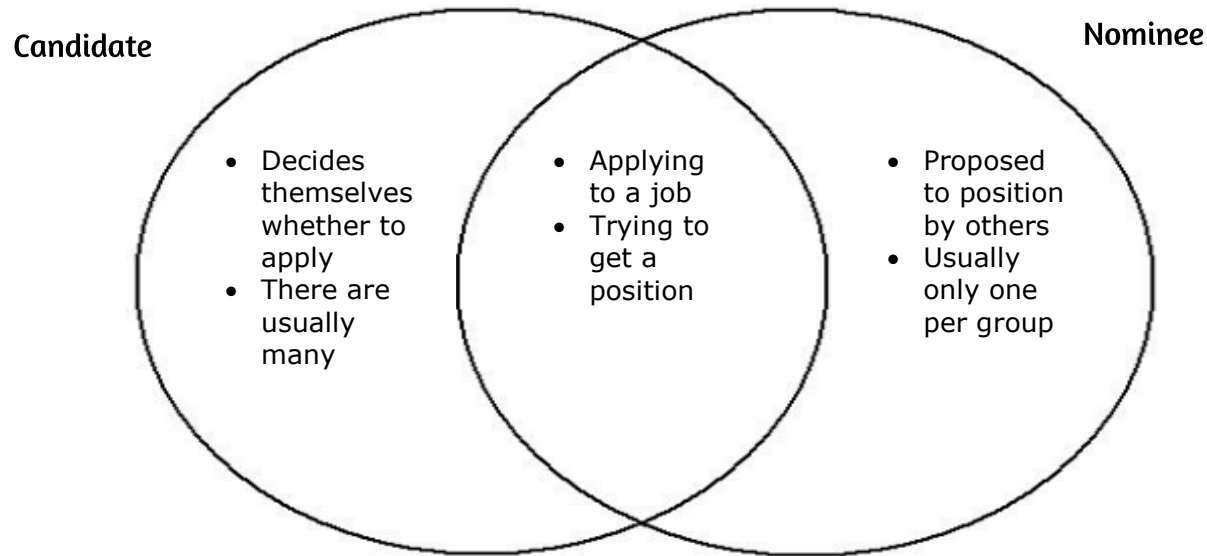 Candidate
Nominee
• Decides
themselves
whether to
apply
• There are
usually
many
• Applying
to a job
• Trying to
get a
position
• Proposed
to position
by others
• Usually
only one
per group